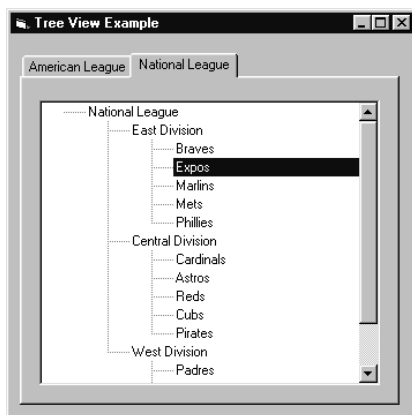 Tree View Example
American League
National League
National League
East Division
Braves
Expos
Marlins
Mets
Phillies
Central Division
Cardinals
Astros
Reds
Cubs
Pirates
West Division
Padres